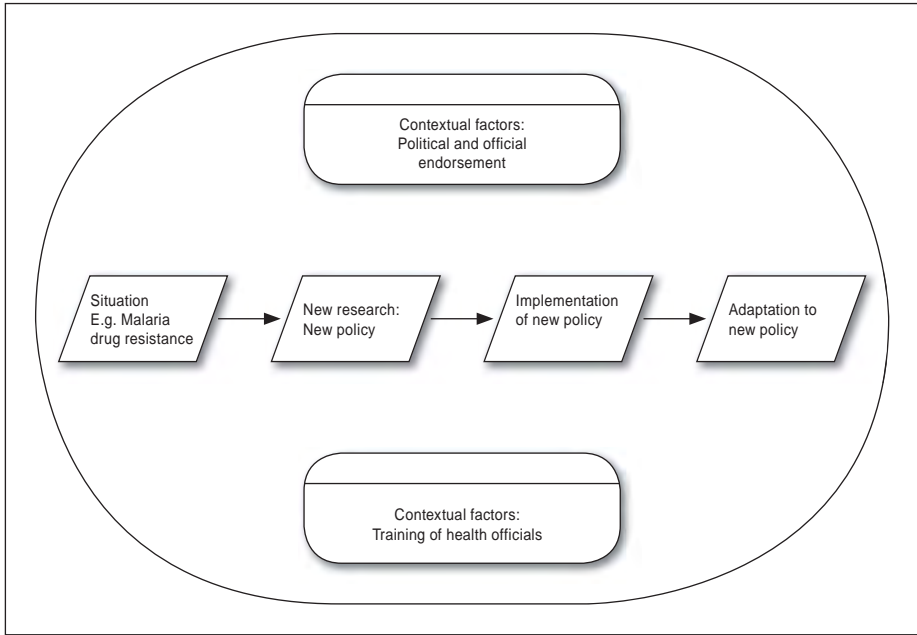 Contextual factors:
Political and official
endorsement
Situation
E.g. Malaria
drug resistance
New research:
New policy
Implementation
of new policy
Adaptation to
new policy
Contextual factors:
Training of health officials